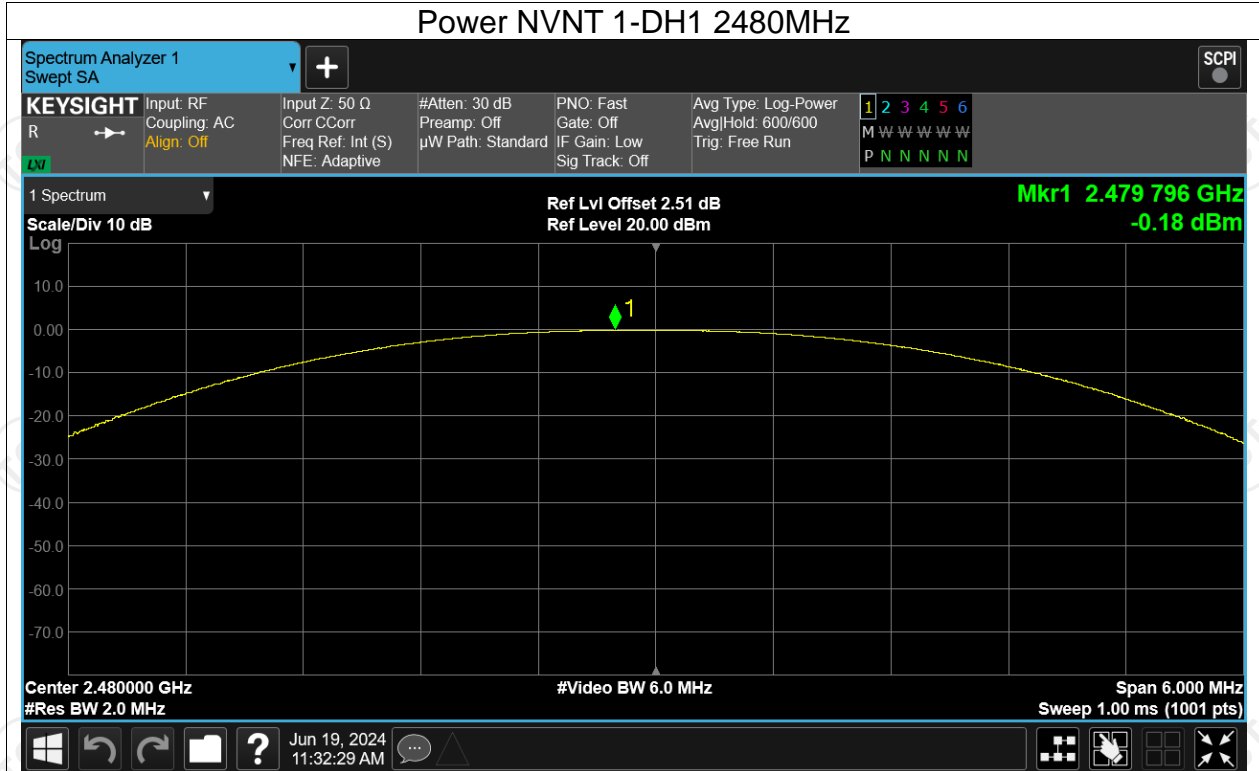 Power NVNT 1-DH1 2480MHz
Spectrum Analyzer 1
Swept SA
+
SCPI
KEYSIGHT
R
LXI
Input: RF
Coupling: AC
Align: Off
Input Z: 50 Ω
Corr CCorr
Freq Ref: Int (S)
NFE: Adaptive
#Atten: 30 dB
Preamp: Off
µW Path: Standard
PNO: Fast
Gate: Off
IF Gain: Low
Sig Track: Off
Avg Type: Log-Power
Avg|Hold: 600/600
Trig: Free Run
1 2 3 4 5 6
M W W W W W
P N N N N N
1 Spectrum
Scale/Div 10 dB
Ref Lvl Offset 2.51 dB
Ref Level 20.00 dBm
Mkr1 2.479 796 GHz
-0.18 dBm
Log
10.0
0.00
-10.0
-20.0
-30.0
-40.0
-50.0
-60.0
-70.0
1
Center 2.480000 GHz
#Res BW 2.0 MHz
#Video BW 6.0 MHz
Span 6.000 MHz
Sweep 1.00 ms (1001 pts)
?
Jun 19, 2024
11:32:29 AM